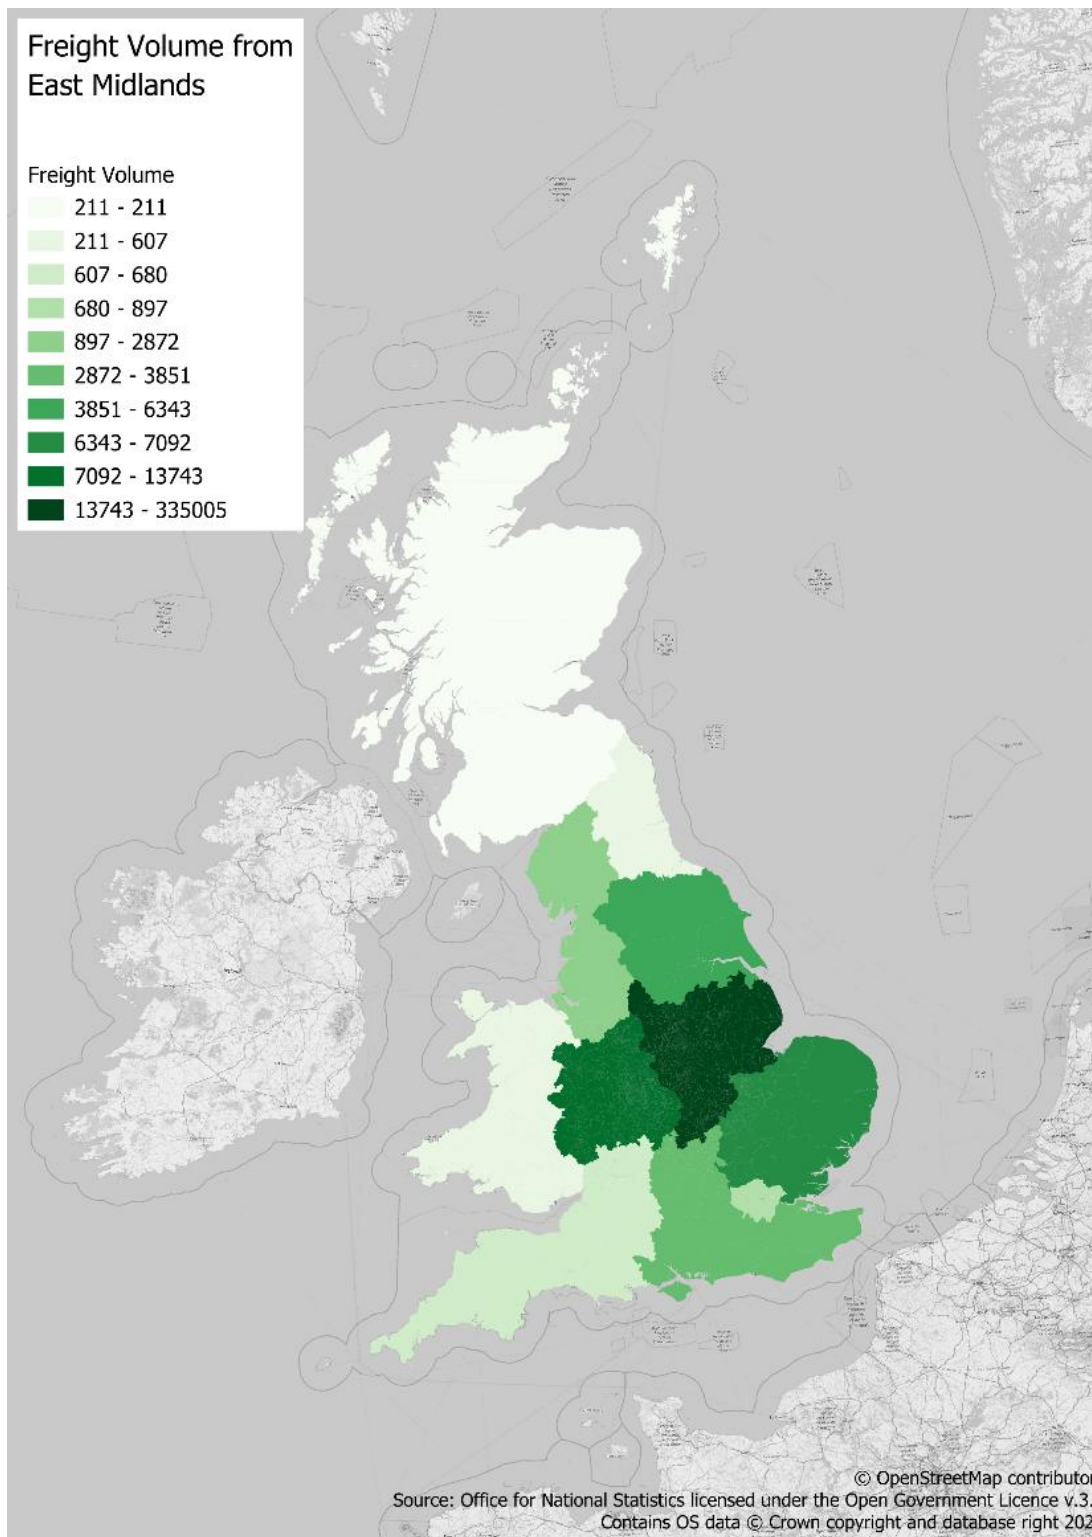 Freight Volume from
East Midlands
Freight Volume
211 - 211
211 - 607
607 - 680
680 - 897
897 - 2872
2872 - 3851
3851 - 6343
6343 - 7092
7092 - 13743
13743 - 335005
© OpenStreetMap contributor
Source: Office for National Statistics licensed under the Open Government Licence v.3.
Contains OS data © Crown copyright and database right 20